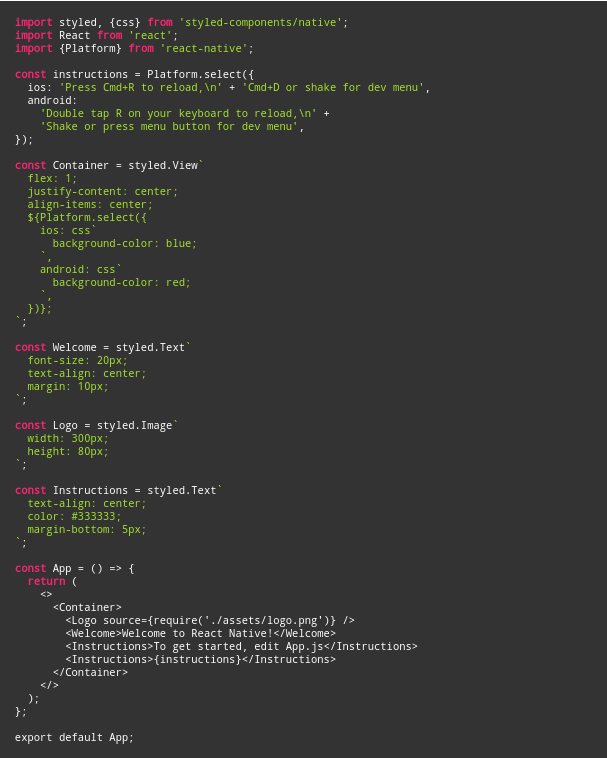 import styled, {css} from 'styled-components/native';
import React from 'react';
import {Platform} from 'react-native';

const instructions = Platform.select({
  ios: 'Press Cmd+R to reload,\n' + 'Cmd+D or shake for dev menu',
  android:
    'Double tap R on your keyboard to reload,\n' +
    'Shake or press menu button for dev menu',
});

const Container = styled.View`
  flex: 1;
  justify-content: center;
  align-items: center;
  ${Platform.select({
    ios: css`
      background-color: blue;
    `,
    android: css`
      background-color: red;
    `,
  })};
`;

const Welcome = styled.Text`
  font-size: 20px;
  text-align: center;
  margin: 10px;
`;

const Logo = styled.Image`
  width: 300px;
  height: 80px;
`;

const Instructions = styled.Text`
  text-align: center;
  color: #333333;
  margin-bottom: 5px;
`;

const App = () => {
  return (
    <>
      <Container>
        <Logo source={require('./assets/logo.png')} />
        <Welcome>Welcome to React Native!</Welcome>
        <Instructions>To get started, edit App.js</Instructions>
        <Instructions>{instructions}</Instructions>
      </Container>
    </>
  );
};

export default App;